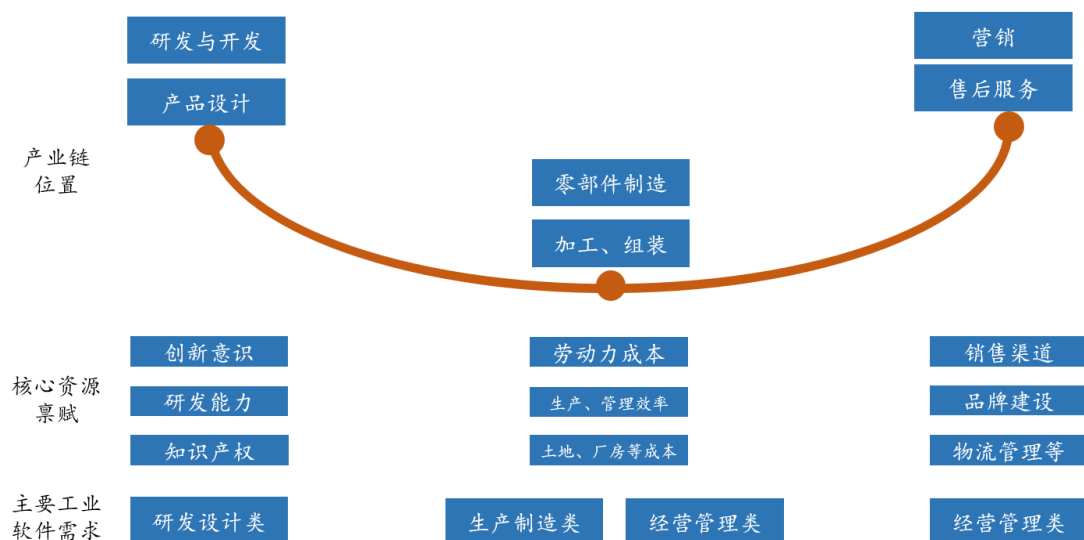 研发与开发
营销
产品设计
售后服务
产业链
位置
零部件制造
加工、组装
创新意识
劳动力成本
销售渠道
核心资源
禀赋
研发能力
生产、管理效率
品牌建设
知识产权
土地、厂房等成本
物流管理等
主要工业
软件需求
研发设计类
生产制造类
经营管理类
经营管理类